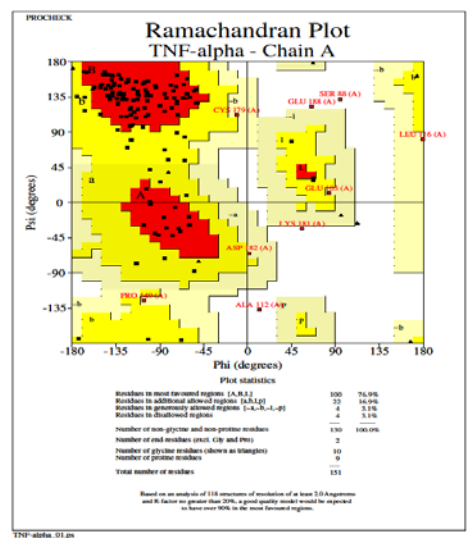 PROCHECK
Ramachandran Plot
TNF-alpha - Chain A
Psi (degrees)
180
135
90
45
0
-45
-90
-135
-180 -135 -90 -45 0 45 90 135 180
Phi (degrees)
B
b
~b
a
A
~a
~l
L
~b
~b
p
~b
SER 88 (A)
GLU 188 (A)
CYS 179 (A)
LEU 116 (A)
LYS 181 (A)
ASP 182 (A)
ALA 112 (A)
Plot statistics
Residues in most favoured regions [A,B,L] 100 76.9%
Residues in additional allowed regions [a,b,l,p] 22 16.9%
Residues in generously allowed regions [~a,~b,~l,~p] 4 3.1%
Residues in disallowed regions 4 3.1%
Number of non-glycine and non-proline residues 130 100.0%
Number of end-residues (excl. Gly and Pro) 2
Number of glycine residues (shown as triangles) 10
Number of proline residues 9
Total number of residues 151
Based on an analysis of 118 structures of resolution of at least 2.0 Angstroms
and R-factor no greater than 20%, a good quality model would be expected
to have over 90% in the most favoured regions.
TNF-alpha_01.ps